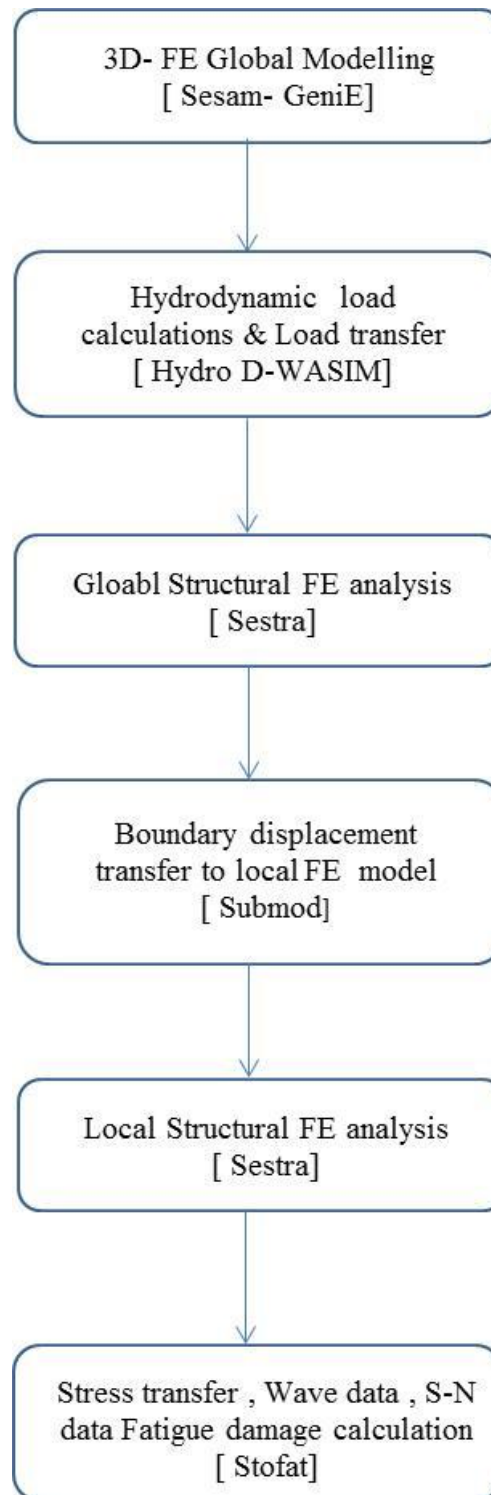 3D- FE Global Modelling
[ Sesam- GeniE]
Hydrodynamic load
calculations & Load transfer
[ Hydro D-WASIM]
Gloabl Structural FE analysis
[ Sestra]
Boundary displacement
transfer to local FE model
[ Submod]
Local Structural FE analysis
[ Sestra]
Stress transfer , Wave data , S-N
data Fatigue damage calculation
[ Stofat]